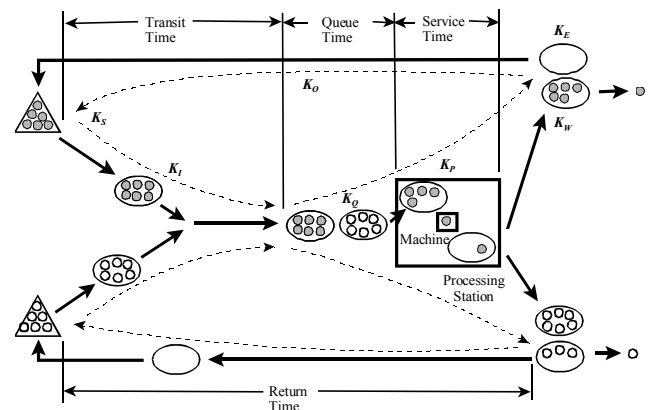 Transit
Time
Queue
Time
Service
Time
K_E
K_O
K_S
K_W
K_I
K_P
K_Q
Machine
Processing
Station
Return
Time